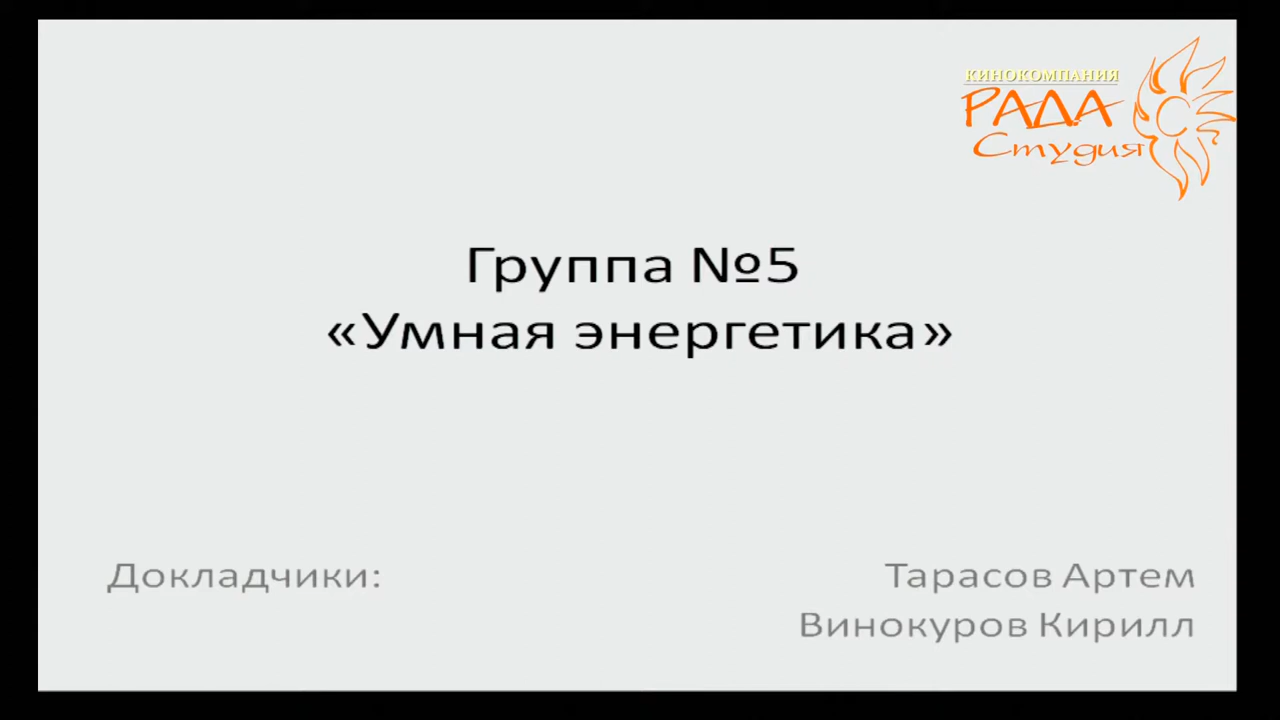 КИНОКОМПАНИЯ
РАДА
Студия
Группа №5
«Умная энергетика»
Докладчики:
Тарасов Артем
Винокуров Кирилл